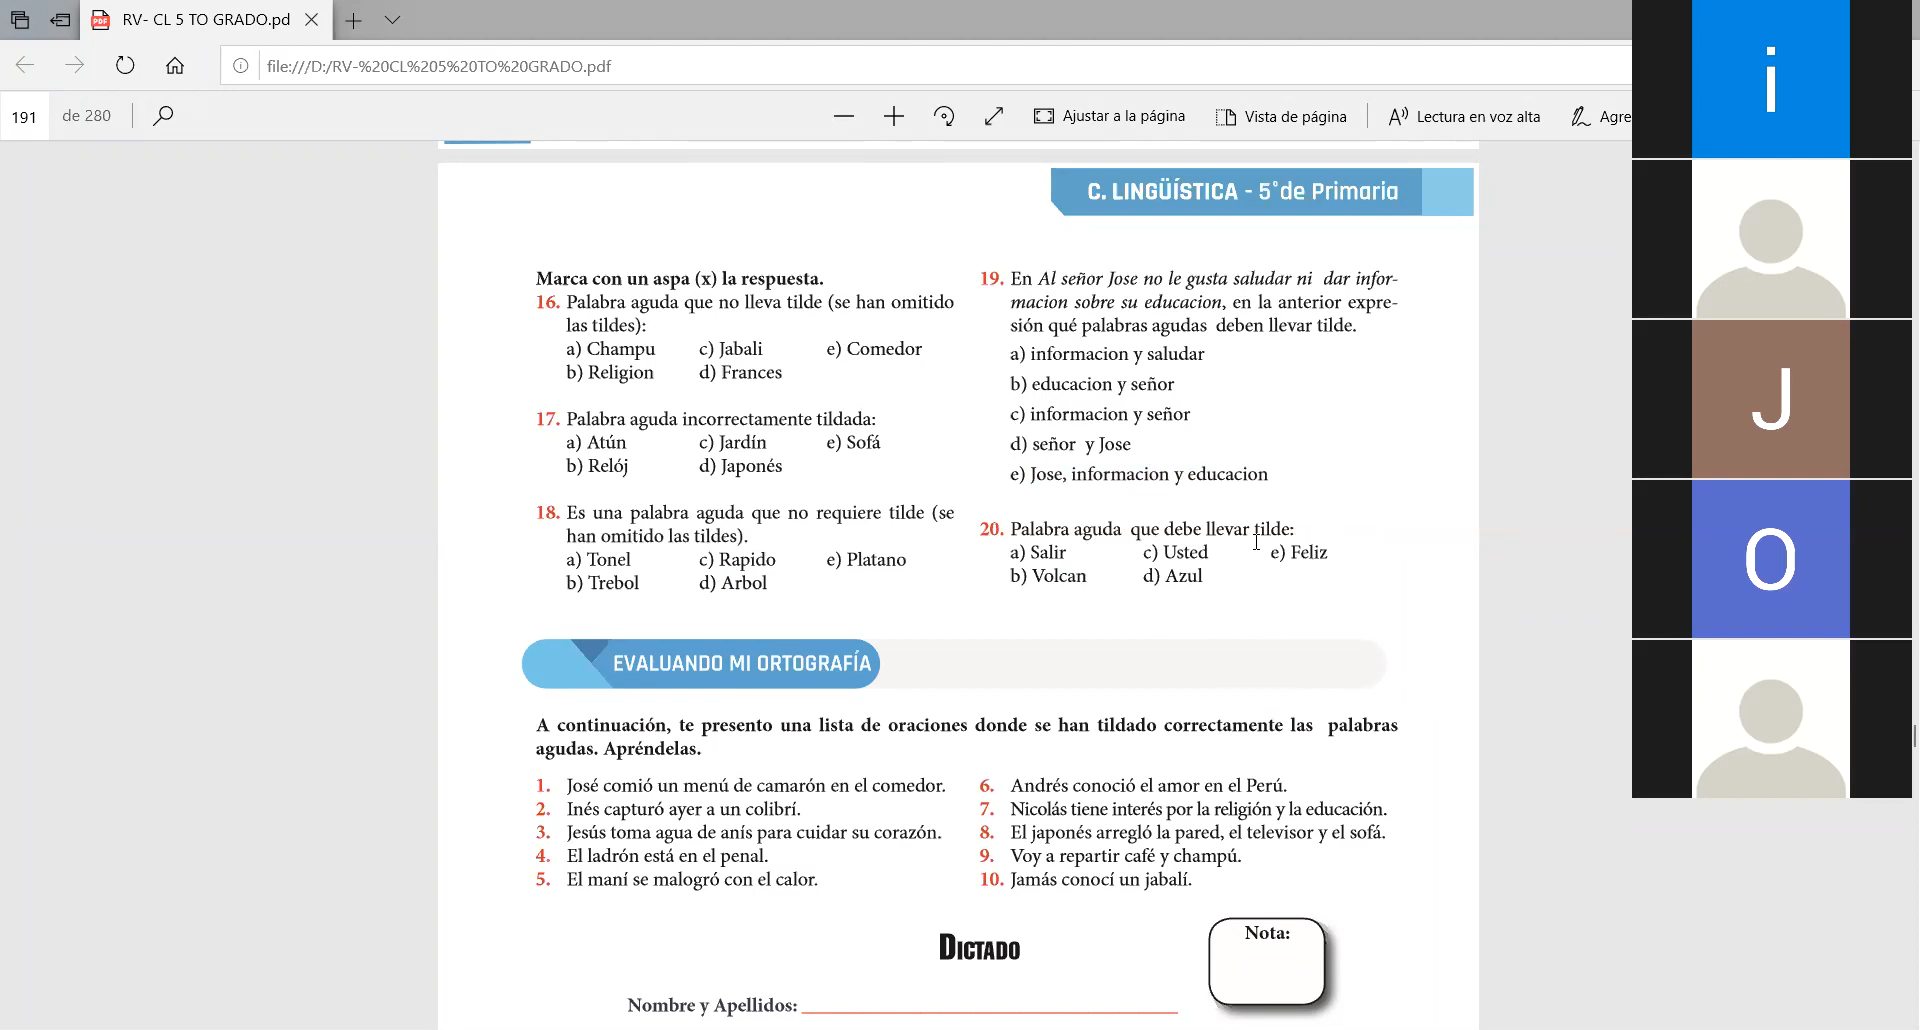 RV- CL 5 TO GRADO.pd
file:///D:/RV-%20CL%205%20TO%20GRADO.pdf
191 de 280
Ajustar a la página
Vista de página
Lectura en voz alta
Agre
C. LINGÜÍSTICA - 5° de Primaria
Marca con un aspa (x) la respuesta.
16. Palabra aguda que no lleva tilde (se han omitido
las tildes):
a) Champu c) Jabali e) Comedor
b) Religion d) Frances
17. Palabra aguda incorrectamente tildada:
a) Atún c) Jardín e) Sofá
b) Relój d) Japonés
18. Es una palabra aguda que no requiere tilde (se
han omitido las tildes).
a) Tonel c) Rapido e) Platano
b) Trebol d) Arbol
19. En Al señor Jose no le gusta saludar ni dar infor-
macion sobre su educacion, en la anterior expre-
sión qué palabras agudas deben llevar tilde.
a) informacion y saludar
b) educacion y señor
c) informacion y señor
d) señor y Jose
e) Jose, informacion y educacion
20. Palabra aguda que debe llevar tilde:
a) Salir c) Usted e) Feliz
b) Volcan d) Azul
EVALUANDO MI ORTOGRAFÍA
A continuación, te presento una lista de oraciones donde se han tildado correctamente las palabras
agudas. Apréndelas.
1. José comió un menú de camarón en el comedor.
2. Inés capturó ayer a un colibrí.
3. Jesús toma agua de anís para cuidar su corazón.
4. El ladrón está en el penal.
5. El maní se malogró con el calor.
6. Andrés conoció el amor en el Perú.
7. Nicolás tiene interés por la religión y la educación.
8. El japonés arregló la pared, el televisor y el sofá.
9. Voy a repartir café y champú.
10. Jamás conocí un jabalí.
DICTADO
Nota:
Nombre y Apellidos:
i
J
O